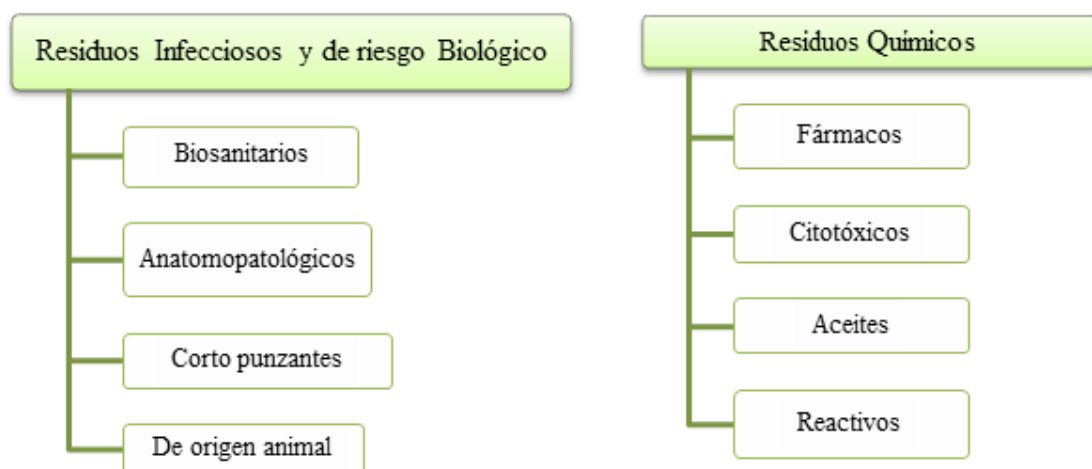 Residuos Infecciosos y de riesgo Biológico
Biosanitarios
Anatomopatológicos
Corto punzantes
De origen animal
Residuos Químicos
Fármacos
Citotóxicos
Aceites
Reactivos